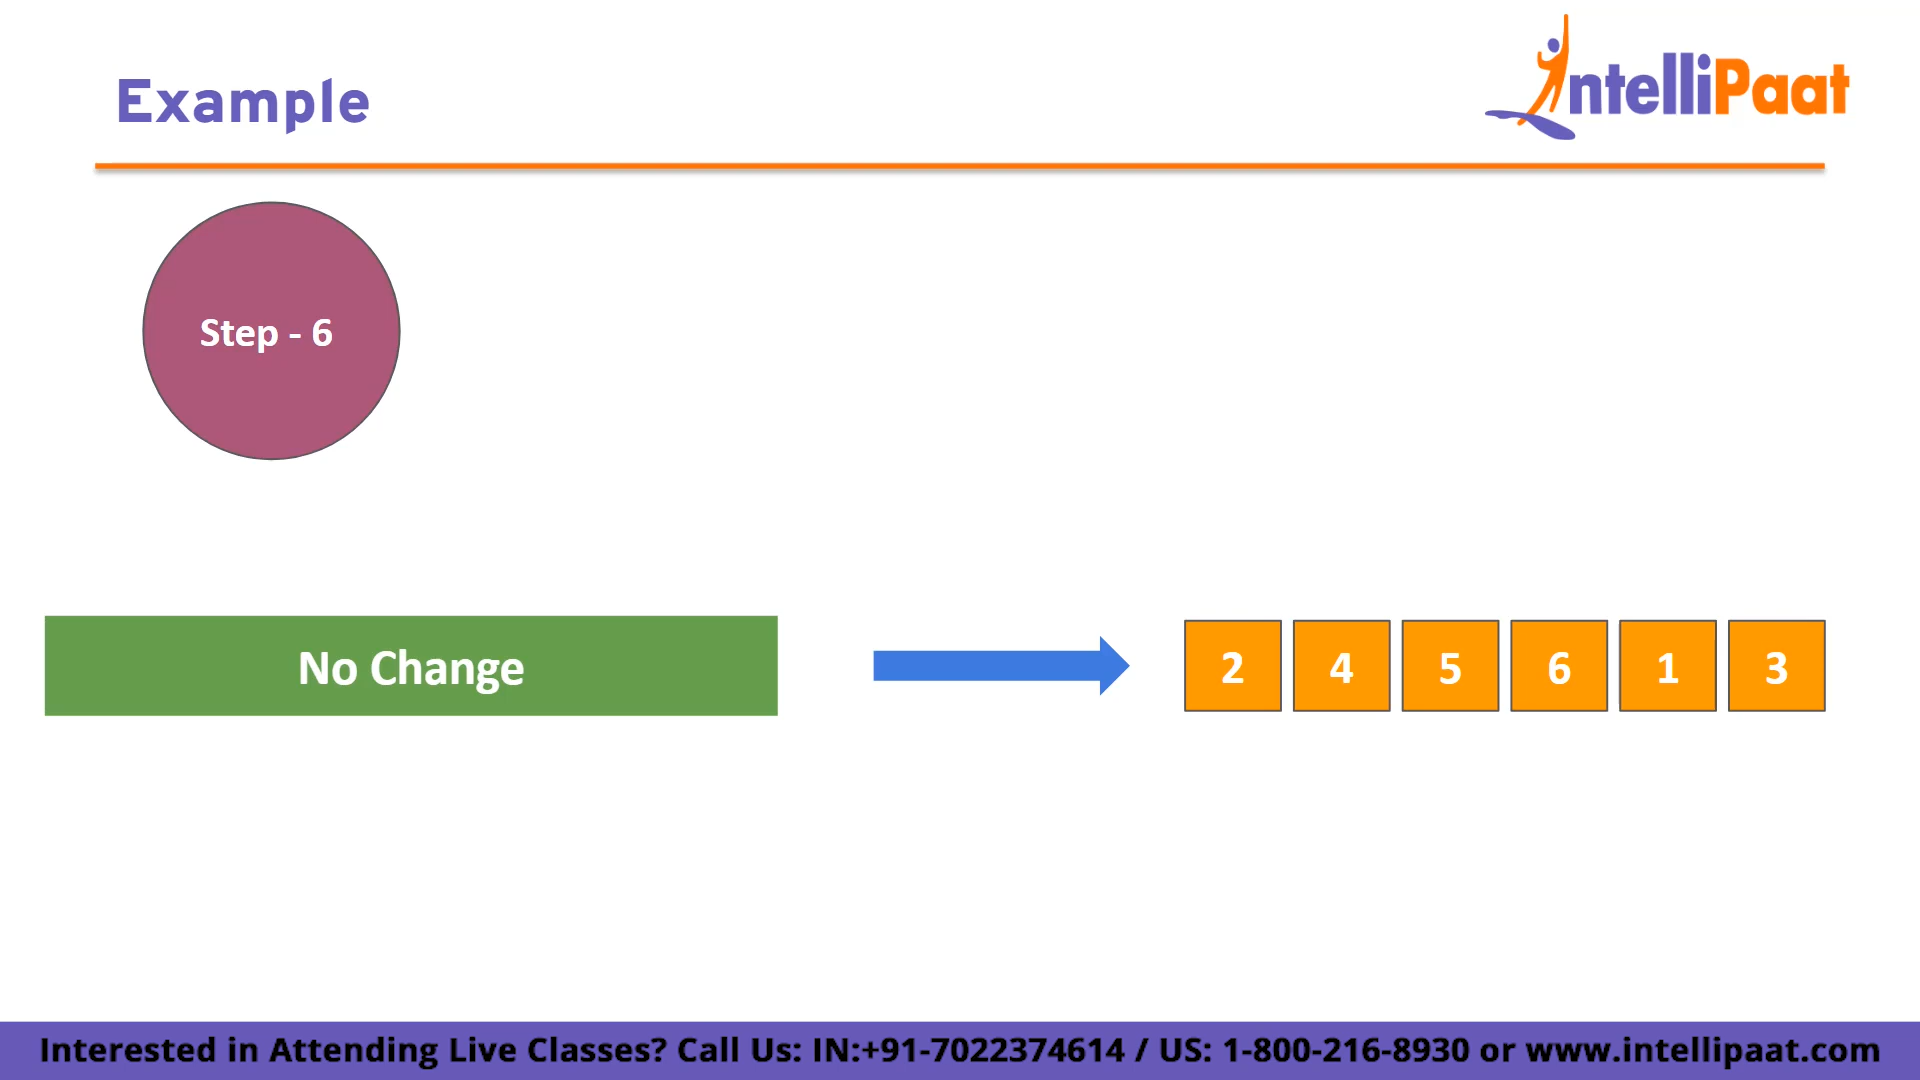 Example
IntelliPaat
Step - 6
No Change
2 4 5 6 1 3
Interested in Attending Live Classes? Call Us: IN:+91-7022374614 / US: 1-800-216-8930 or www.intellipaat.com